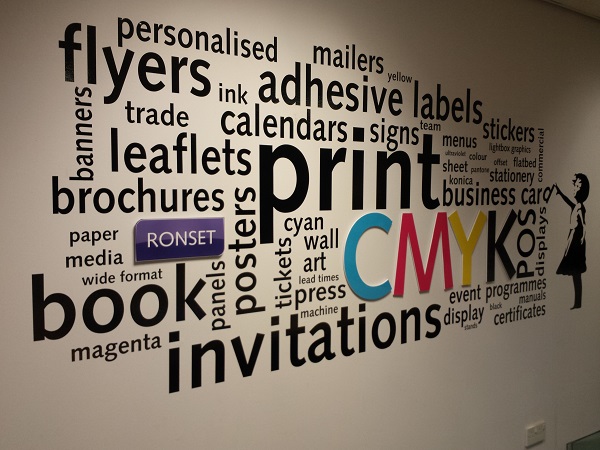 personalised
flyers
mailers
yellow
ink
adhesive labels
banners
trade
calendars
signs
team
menus
stickers
lightbox graphics
commercial
leaflets
print
ultraviolet
colour
offset
flatbed
sheet
pantone
stationery
konica
brochures
business car
posters
cyan
wall
art
paper
media
RONSET
CMYK
POS
displays
wide format
book
panels
tickets
lead times
press
machine
event programmes
manuals
magenta
invitations
display
black
stands
certificates